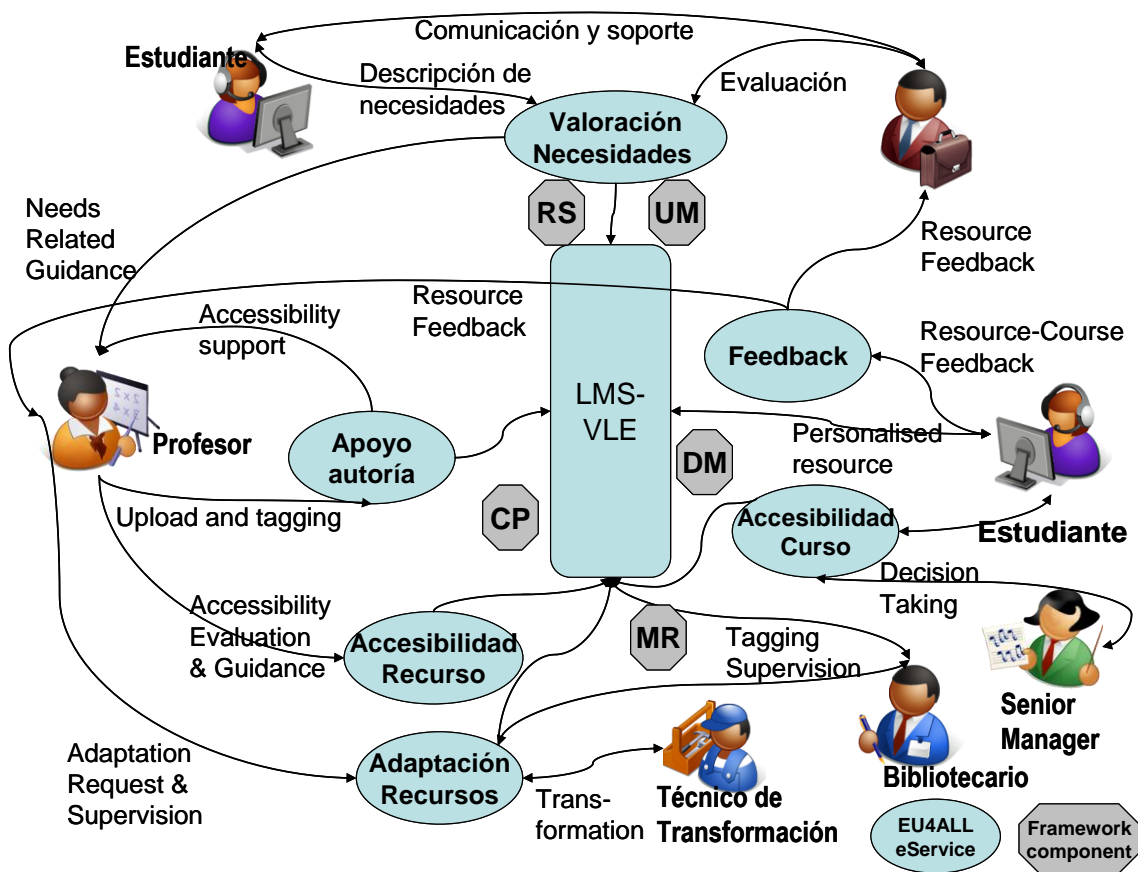 Comunicación y soporte
Estudiante
Descripción de
necesidades
Evaluación
Valoración
Necesidades
RS
UM
Needs
Related
Guidance
Resource
Feedback
Accessibility
support
Resource
Feedback
Feedback
Resource-Course
Feedback
LMS-
VLE
Profesor
Apoyo
autoría
DM
Personalised
resource
CP
Upload and tagging
Accesibilidad
Curso
Estudiante
Decision
Taking
Accessibility
Evaluation
& Guidance
Accesibilidad
Recurso
MR
Tagging
Supervision
Senior
Manager
Adaptation
Request &
Supervision
Adaptación
Recursos
Trans-
formation
Técnico de
Transformación
Bibliotecario
EU4ALL
eService
Framework
component